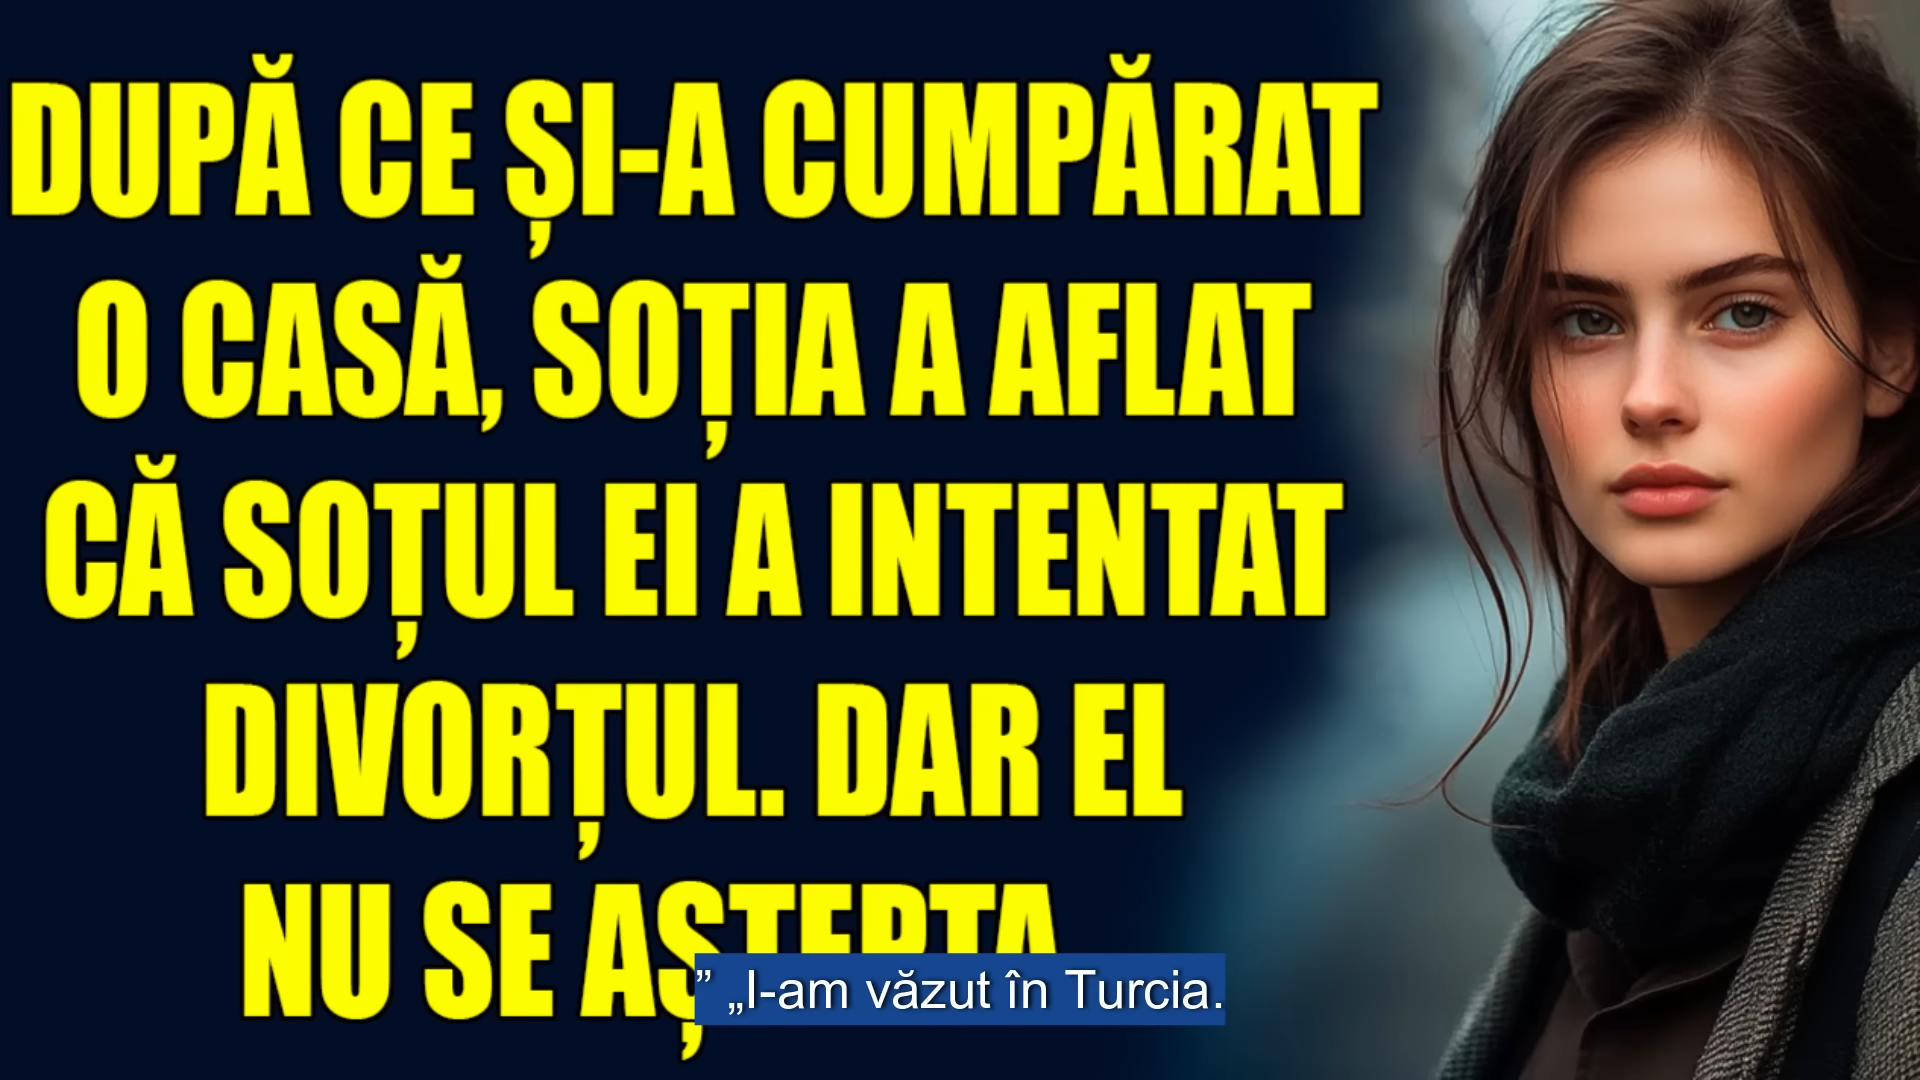 DUPĂ CE ȘI-A CUMPĂRAT
O CASĂ, SOȚIA A AFLAT
CĂ SOȚUL EI A INTENTAT
DIVORȚUL. DAR EL
NU SE AȘTEPTA
” „I-am văzut în Turcia.